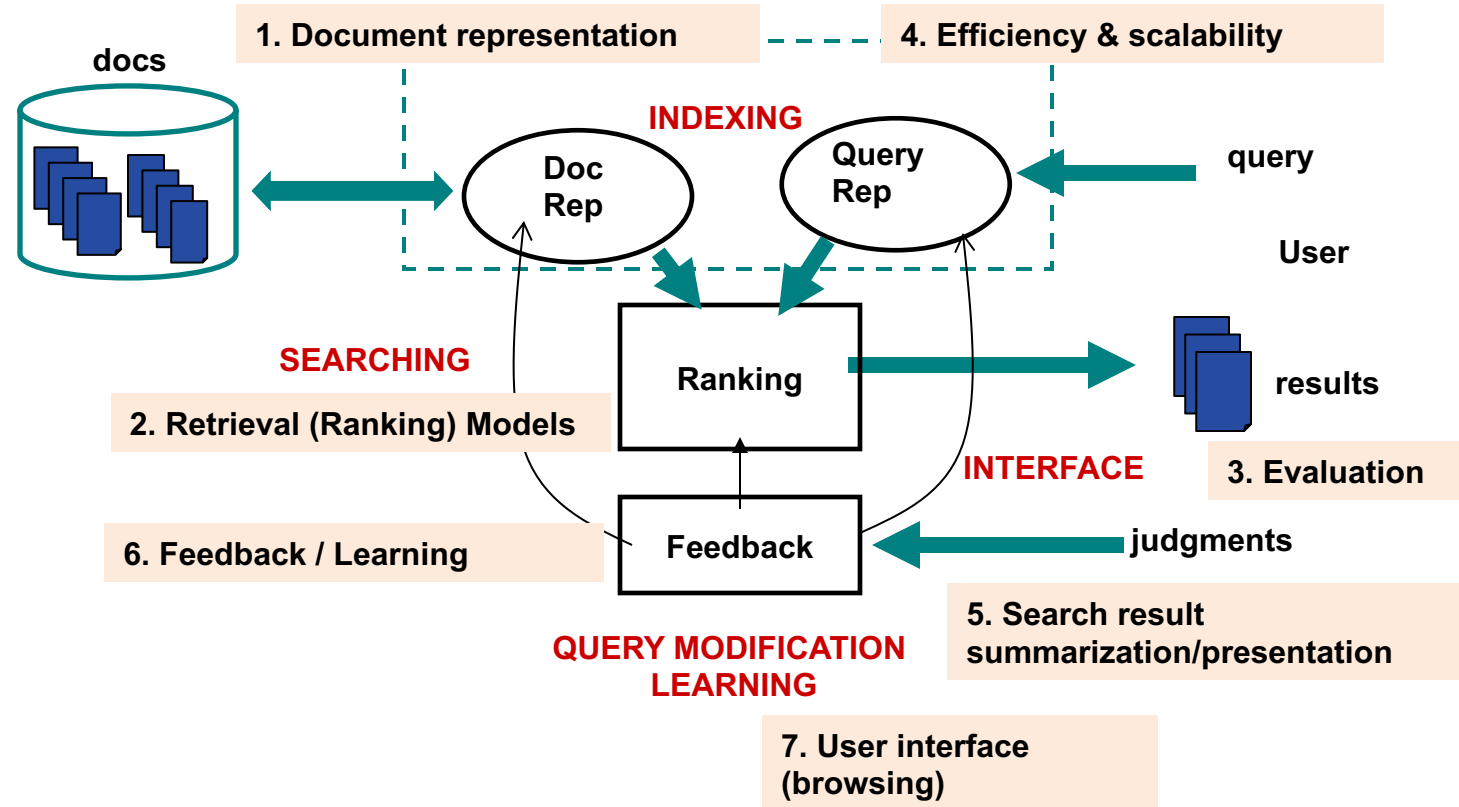 1. Document representation
4. Efficiency & scalability
docs
INDEXING
Doc
Rep
Query
Rep
query
User
SEARCHING
Ranking
results
2. Retrieval (Ranking) Models
INTERFACE
3. Evaluation
6. Feedback / Learning
Feedback
judgments
5. Search result
summarization/presentation
QUERY MODIFICATION
LEARNING
7. User interface
(browsing)